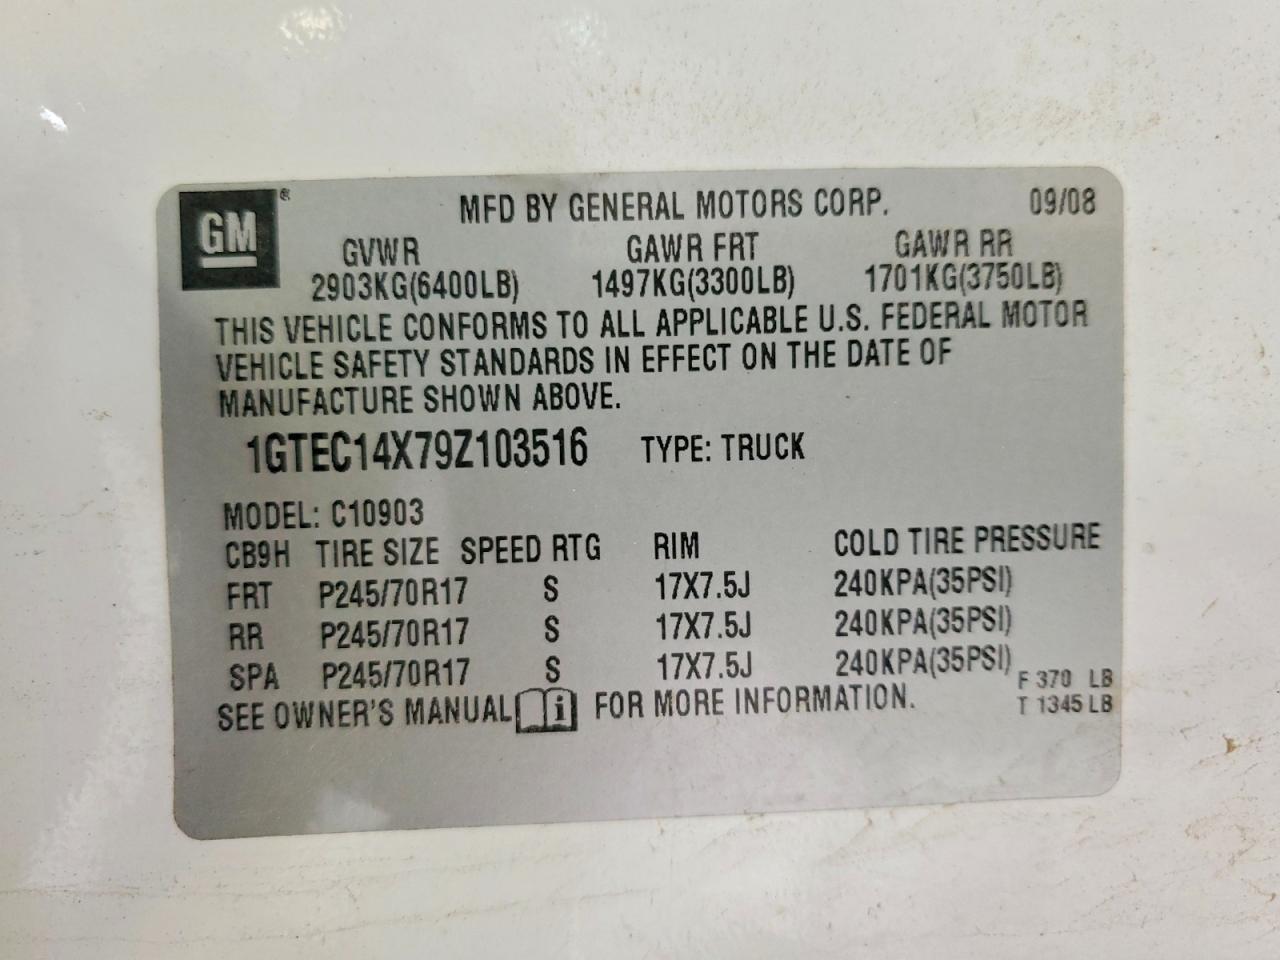 GM ®
MFD BY GENERAL MOTORS CORP. 09/08
GVWR GAWR FRT GAWR RR
2903KG(6400LB) 1497KG(3300LB) 1701KG(3750LB)
THIS VEHICLE CONFORMS TO ALL APPLICABLE U.S. FEDERAL MOTOR
VEHICLE SAFETY STANDARDS IN EFFECT ON THE DATE OF
MANUFACTURE SHOWN ABOVE.
1GTEC14X79Z103516 TYPE: TRUCK
MODEL: C10903
CB9H TIRE SIZE SPEED RTG RIM COLD TIRE PRESSURE
FRT P245/70R17 S 17X7.5J 240KPA(35PSI)
RR P245/70R17 S 17X7.5J 240KPA(35PSI)
SPA P245/70R17 S 17X7.5J 240KPA(35PSI)
F 370 LB
SEE OWNER'S MANUAL i FOR MORE INFORMATION.
T 1345 LB